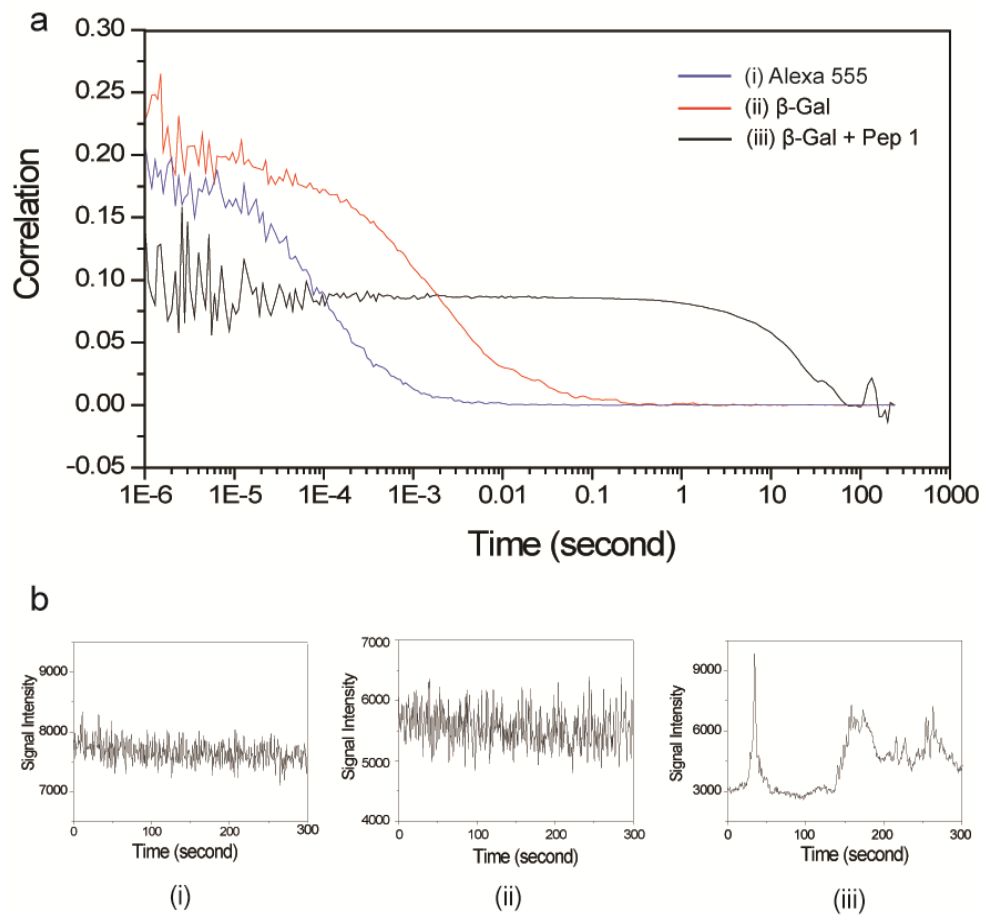 a
0.30
0.25
0.20
0.15
0.10
0.05
0.00
-0.05
Correlation
(i) Alexa 555
(ii) β-Gal
(iii) β-Gal + Pep 1
1E-6 1E-5 1E-4 1E-3 0.01 0.1 1 10 100 1000
Time (second)
b
9000
8000
7000
Signal Intensity
0 100 200 300
Time (second)
(i)
7000
6000
5000
4000
Signal Intensity
0 100 200 300
Time (second)
(ii)
9000
6000
3000
Signal Intensity
0 100 200 300
Time (second)
(iii)